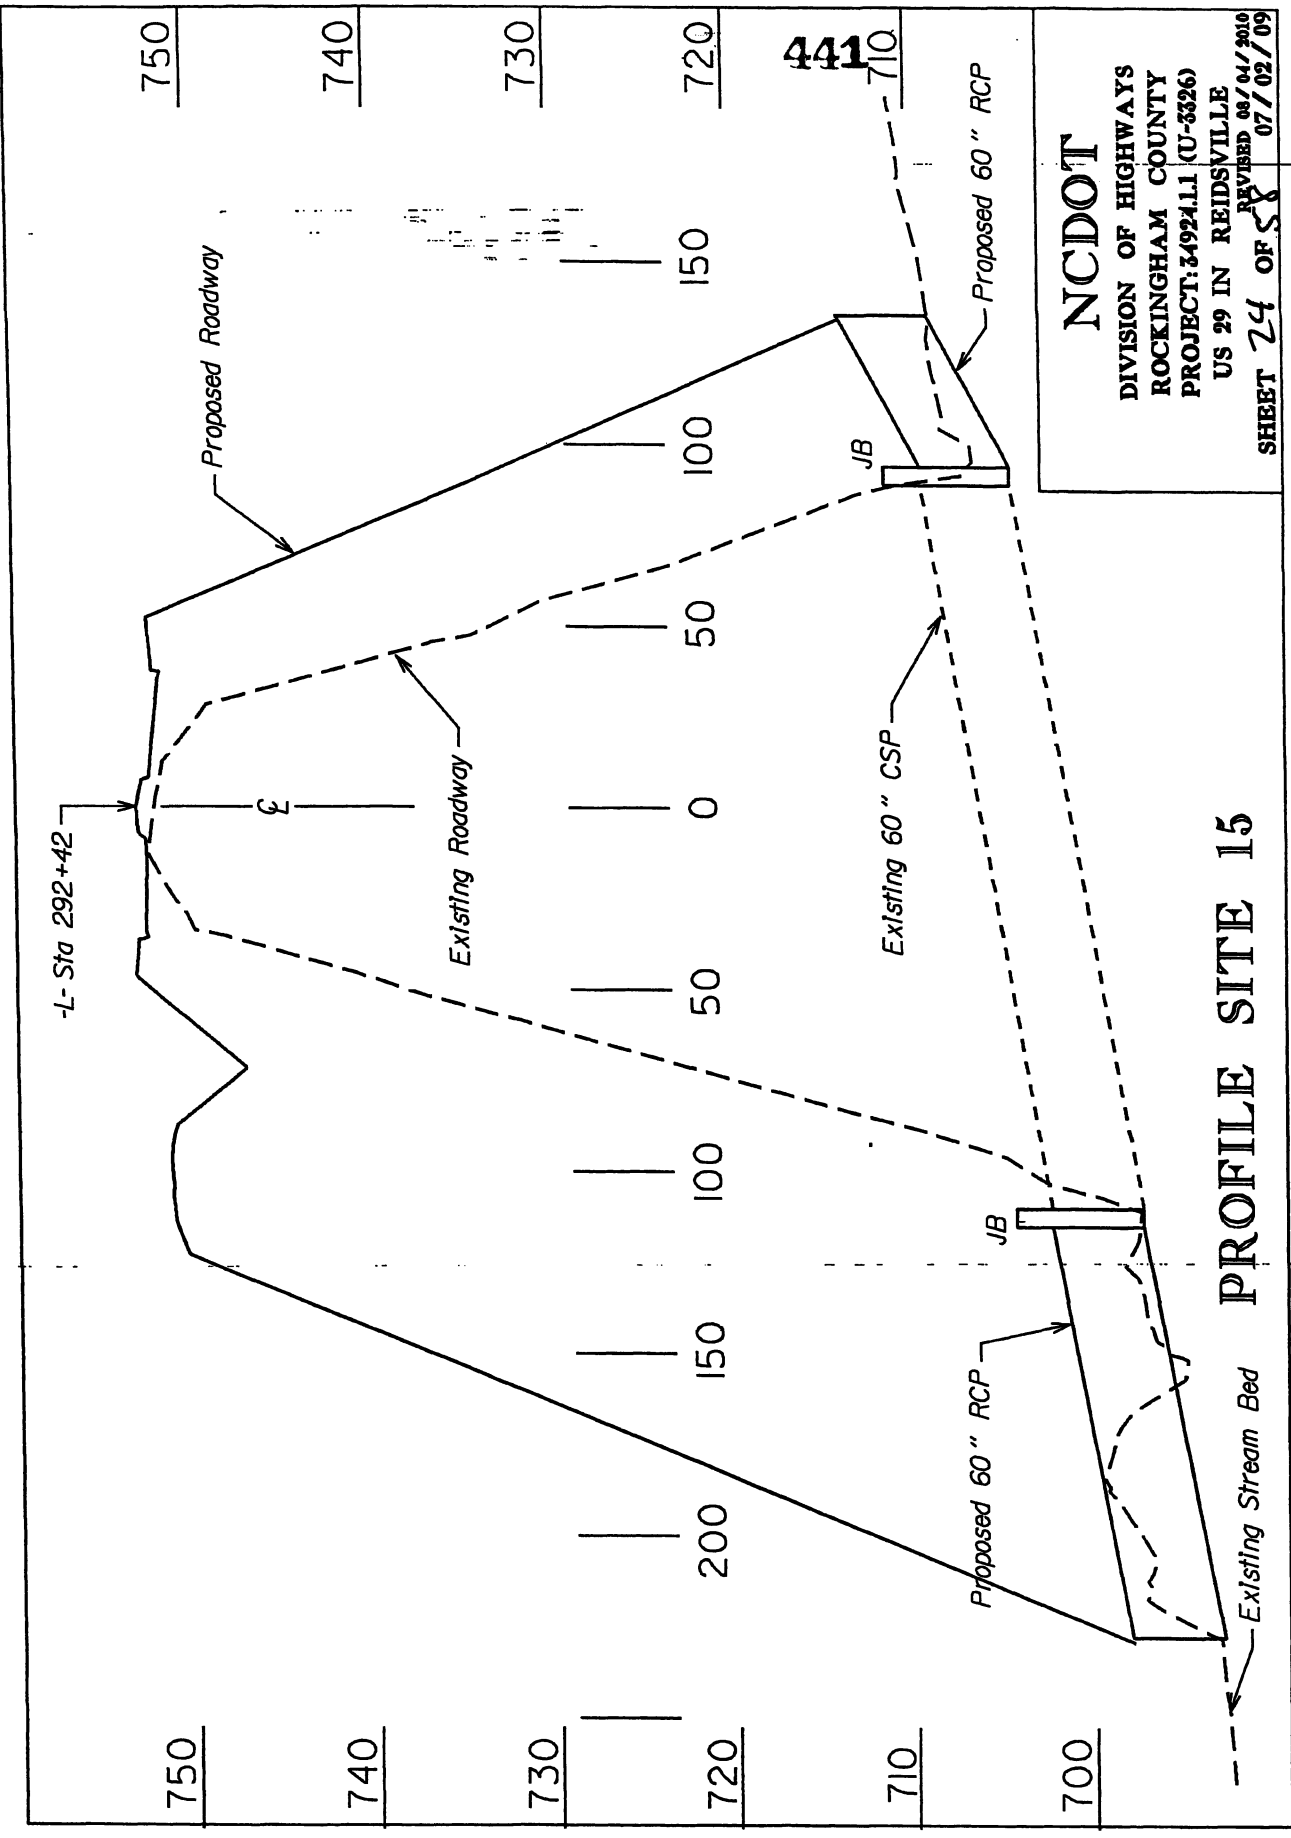 -L- Sta 292+42
750
740
730
720
710
700
750
740
730
720
710
441
Proposed Roadway
Existing Roadway
℄
200
150
100
50
0
50
100
150
Existing 60" CSP
JB
JB
Proposed 60" RCP
Proposed 60" RCP
Existing Stream Bed
PROFILE SITE 15
NCDOT
DIVISION OF HIGHWAYS
ROCKINGHAM COUNTY
PROJECT:34924.1.1 (U-3326)
US 29 IN REIDSVILLE
REVISED 08/04/2010
SHEET 24 OF 58 07/02/09